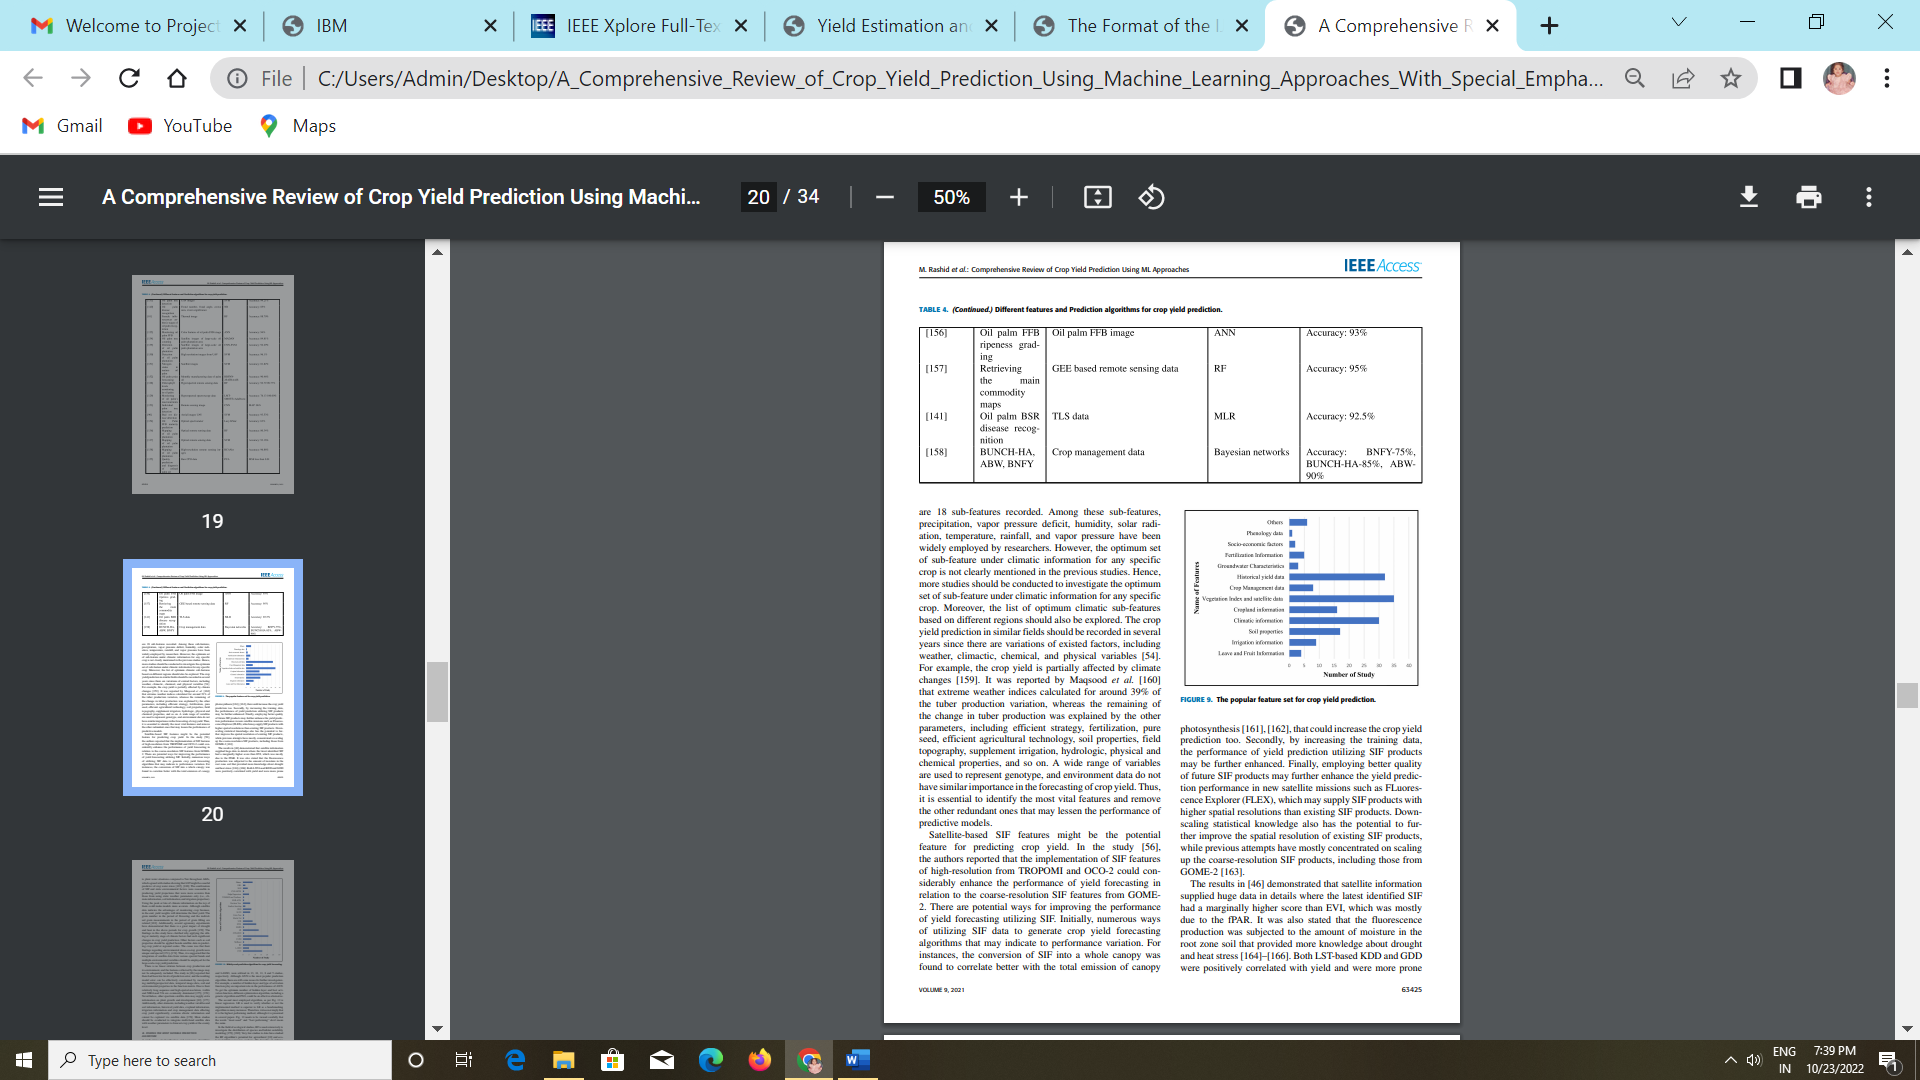 Welcome to Project
IBM
IEEE Xplore Full-Tex
Yield Estimation an
The Format of the I
A Comprehensive R
File
C:/Users/Admin/Desktop/A_Comprehensive_Review_of_Crop_Yield_Prediction_Using_Machine_Learning_Approaches_With_Special_Empha...
Gmail
YouTube
Maps
A Comprehensive Review of Crop Yield Prediction Using Machi...
20 / 34
50%
19
20
M. Rashid et al.: Comprehensive Review of Crop Yield Prediction Using ML Approaches
IEEE Access
TABLE 4. (Continued.) Different features and Prediction algorithms for crop yield prediction.
[156] Oil palm FFB Oil palm FFB image ANN Accuracy: 93%
ripeness grad-
ing
[157] Retrieving GEE based remote sensing data RF Accuracy: 95%
the main
commodity
maps
[141] Oil palm BSR TLS data MLR Accuracy: 92.5%
disease recog-
nition
[158] BUNCH-HA, Crop management data Bayesian networks Accuracy: BNFY-75%,
ABW, BNFY BUNCH-HA-85%, ABW-
90%
are 18 sub-features recorded. Among these sub-features,
precipitation, vapor pressure deficit, humidity, solar radi-
ation, temperature, rainfall, and vapor pressure have been
widely employed by researchers. However, the optimum set
of sub-feature under climatic information for any specific
crop is not clearly mentioned in the previous studies. Hence,
more studies should be conducted to investigate the optimum
set of sub-feature under climatic information for any specific
crop. Moreover, the list of optimum climatic sub-features
based on different regions should also be explored. The crop
yield prediction in similar fields should be recorded in several
years since there are variations of existed factors, including
weather, climactic, chemical, and physical variables [54].
For example, the crop yield is partially affected by climate
changes [159]. It was reported by Maqsood et al. [160]
that extreme weather indices calculated for around 39% of
the tuber production variation, whereas the remaining of
the change in tuber production was explained by the other
parameters, including efficient strategy, fertilization, pure
seed, efficient agricultural technology, soil properties, field
topography, supplement irrigation, hydrologic, physical and
chemical properties, and so on. A wide range of variables
are used to represent genotype, and environment data do not
have similar importance in the forecasting of crop yield. Thus,
it is essential to identify the most vital features and remove
the other redundant ones that may lessen the performance of
predictive models.
Satellite-based SIF features might be the potential
feature for predicting crop yield. In the study [56],
the authors reported that the implementation of SIF features
of high-resolution from TROPOMI and OCO-2 could con-
siderably enhance the performance of yield forecasting in
relation to the coarse-resolution SIF features from GOME-
2. There are potential ways for improving the performance
of yield forecasting utilizing SIF. Initially, numerous ways
of utilizing SIF data to generate crop yield forecasting
algorithms that may indicate to performance variation. For
instances, the conversion of SIF into a whole canopy was
found to correlate better with the total emission of canopy
Name of Features
Others
Phenology data
Socio-economic factors
Fertilization Information
Groundwater Characteristics
Historical yield data
Crop Management data
Vegetation Index and satellite data
Cropland information
Climatic information
Soil properties
Irrigation information
Leave and Fruit Information
0 5 10 15 20 25 30 35 40
Number of Study
FIGURE 9. The popular feature set for crop yield prediction.
photosynthesis [161], [162], that could increase the crop yield
prediction too. Secondly, by increasing the training data,
the performance of yield prediction utilizing SIF products
may be further enhanced. Finally, employing better quality
of future SIF products may further enhance the yield predic-
tion performance in new satellite missions such as FLuores-
cence Explorer (FLEX), which may supply SIF products with
higher spatial resolutions than existing SIF products. Down-
scaling statistical knowledge also has the potential to fur-
ther improve the spatial resolution of existing SIF products,
while previous attempts have mostly concentrated on scaling
up the coarse-resolution SIF products, including those from
GOME-2 [163].
The results in [46] demonstrated that satellite information
supplied huge data in details where the latest identified SIF
had a marginally higher score than EVI, which was mostly
due to the fPAR. It was also stated that the fluorescence
production was subjected to the amount of moisture in the
root zone soil that provided more knowledge about drought
and heat stress [164]–[166]. Both LST-based KDD and GDD
were positively correlated with yield and were more prone
VOLUME 9, 2021
63425
Type here to search
ENG
IN
7:39 PM
10/23/2022
1